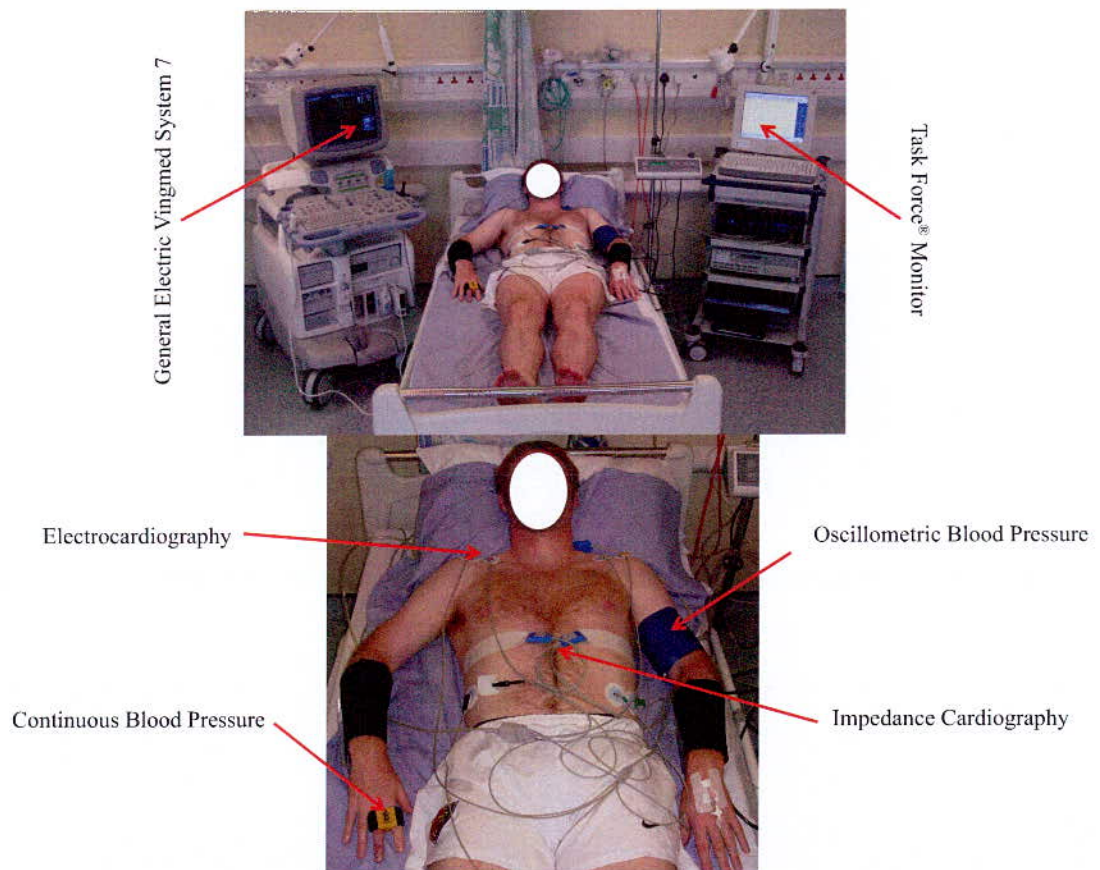 General Electric Vingmed System 7
Task Force® Monitor
Electrocardiography
Oscillometric Blood Pressure
Continuous Blood Pressure
Impedance Cardiography